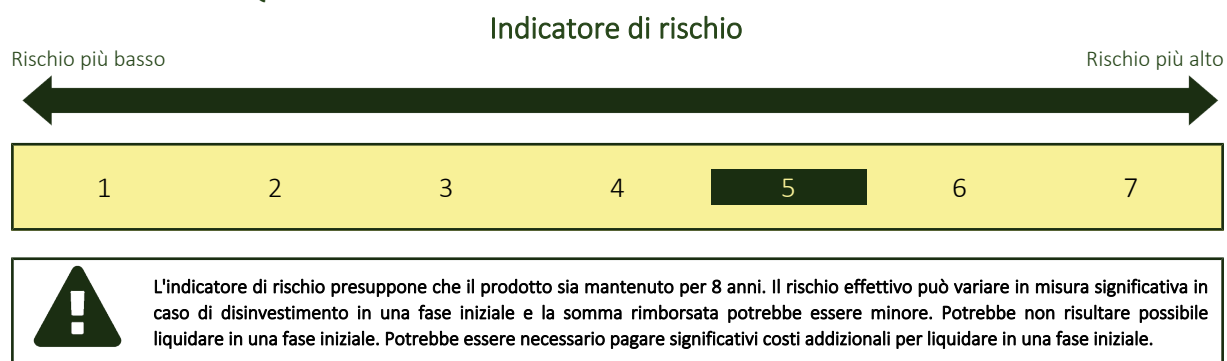 Indicatore di rischio
Rischio più basso
Rischio più alto
1 2 3 4 5 6 7
L'indicatore di rischio presuppone che il prodotto sia mantenuto per 8 anni. Il rischio effettivo può variare in misura significativa in
caso di disinvestimento in una fase iniziale e la somma rimborsata potrebbe essere minore. Potrebbe non risultare possibile
liquidare in una fase iniziale. Potrebbe essere necessario pagare significativi costi addizionali per liquidare in una fase iniziale.